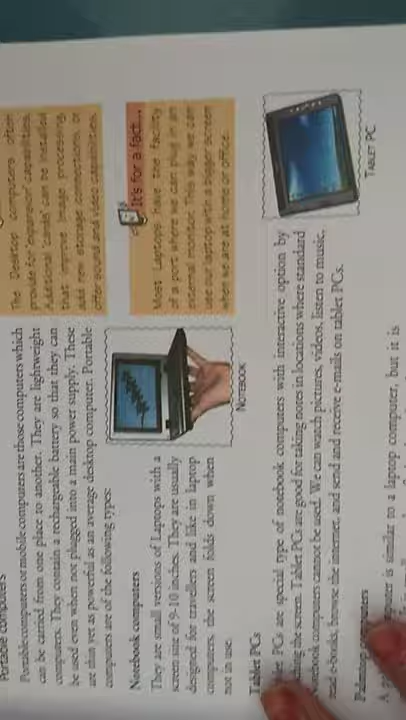 Portable computers
Portable computers or mobile computers are those computers which
can be carried from one place to another. They are lightweight
computers. They contain a rechargeable battery so that they can
be used even when not plugged into a main power supply. These
are thin yet as powerful as an average desktop computer. Portable
computers are of the following types:
Notebook computers
They are small versions of Laptops with a
screen size of 9-10 inches. They are usually
designed for travellers and like in laptop
computers, the screen folds down when
not in use.
NOTEBOOK
The Desktop computers often
provide for 'expansion' capabilities.
Additional 'cards' can be installed
that improve image processing,
add new storage connections, or
offer sound and video capabilities.
It's for a fact...
Most Laptops have the facility
of a port where we can plug in an
external monitor. This way we can
use our laptop with a bigger screen
when we are at home or office.
Tablet PCs
PCs are special type of notebook computers with interactive option by
the screen. Tablet PCs are good for taking notes in locations where standard
notebook computers cannot be used. We can watch pictures, videos, listen to music,
read e-books, browse the internet, and send and receive e-mails on tablet PCs.
TABLET PC
computers
A computer is similar to a laptop computer, but it is